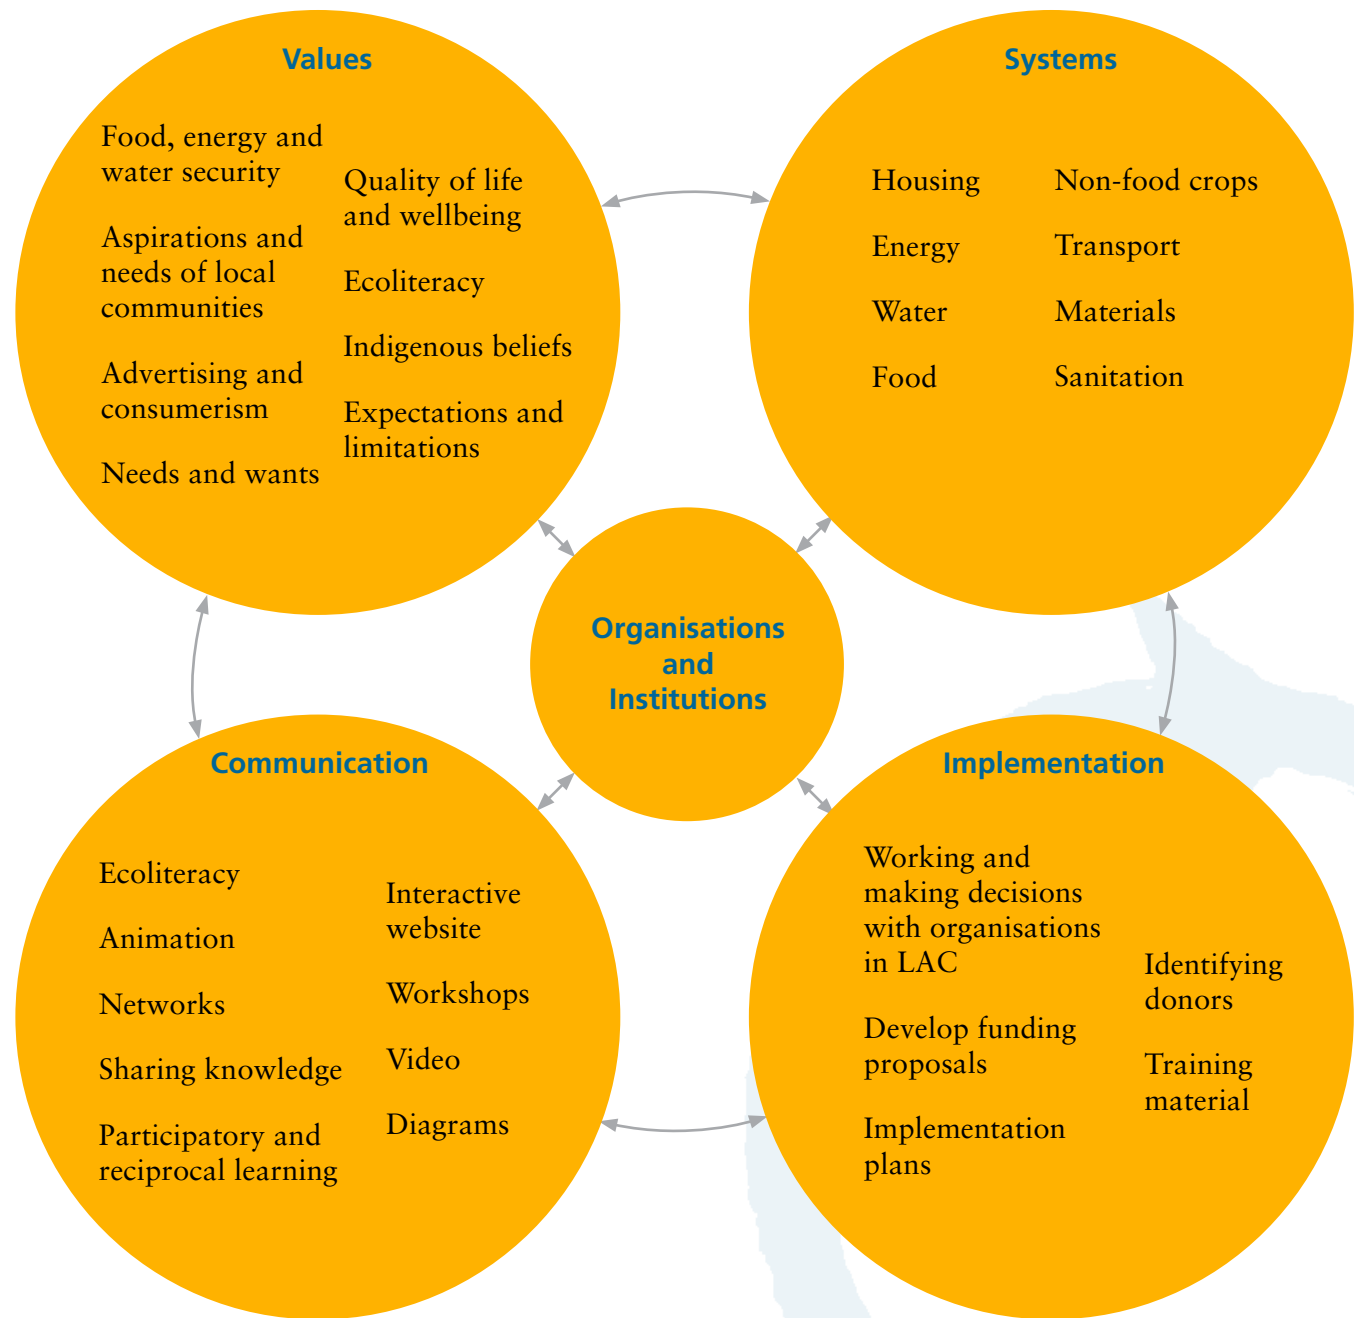 Values
Food, energy and
water security
Aspirations and
needs of local
communities
Advertising and
consumerism
Needs and wants
Quality of life
and wellbeing
Ecoliteracy
Indigenous beliefs
Expectations and
limitations
Systems
Housing
Energy
Water
Food
Non-food crops
Transport
Materials
Sanitation
Organisations
and
Institutions
Communication
Ecoliteracy
Animation
Networks
Sharing knowledge
Participatory and
reciprocal learning
Interactive
website
Workshops
Video
Diagrams
Implementation
Working and
making decisions
with organisations
in LAC
Develop funding
proposals
Implementation
plans
Identifying
donors
Training
material